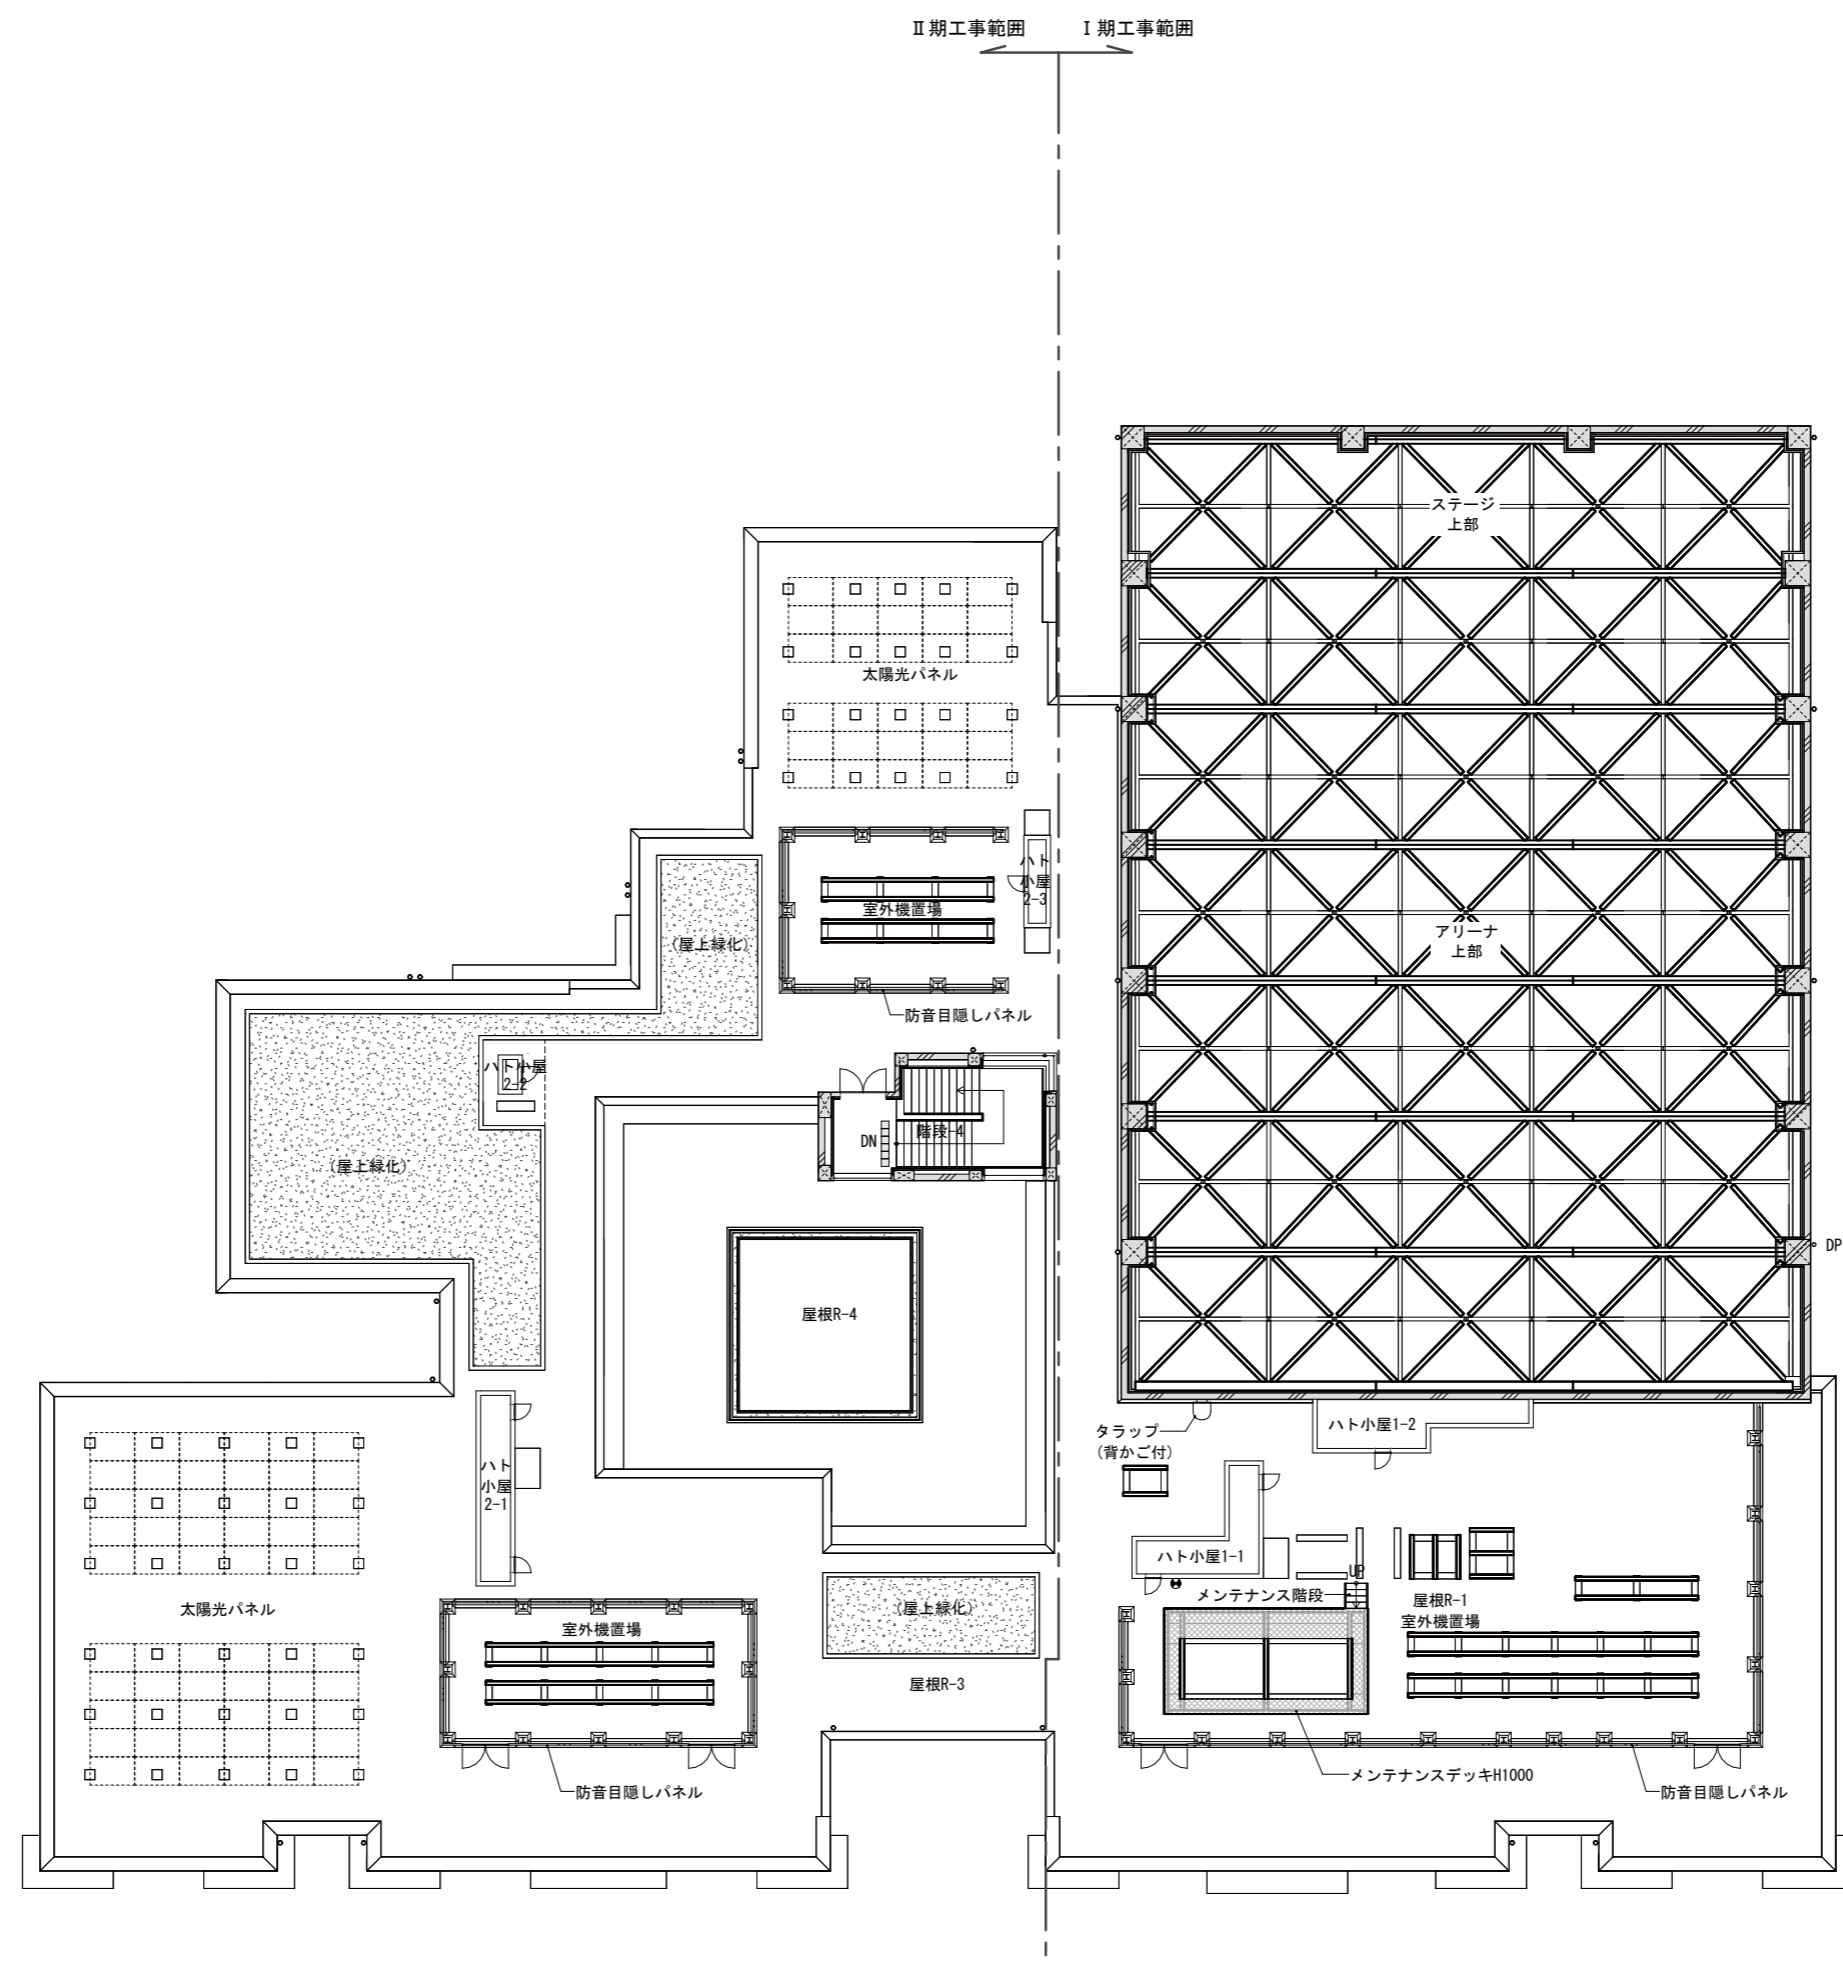 Ⅱ期工事範囲
Ⅰ期工事範囲
ステージ
上部
太陽光パネル
ハト
小屋
2-3
室外機置場
(屋上緑化)
アリーナ
上部
防音目隠しパネル
ハト小屋
2-2
DN
階段-4
(屋上緑化)
DP
屋根R-4
タラップ
(背かご付)
ハト小屋1-2
ハト
小屋
2-1
ハト小屋1-1
UP
メンテナンス階段
屋根R-1
室外機置場
太陽光パネル
(屋上緑化)
室外機置場
屋根R-3
メンテナンスデッキH1000
防音目隠しパネル
防音目隠しパネル